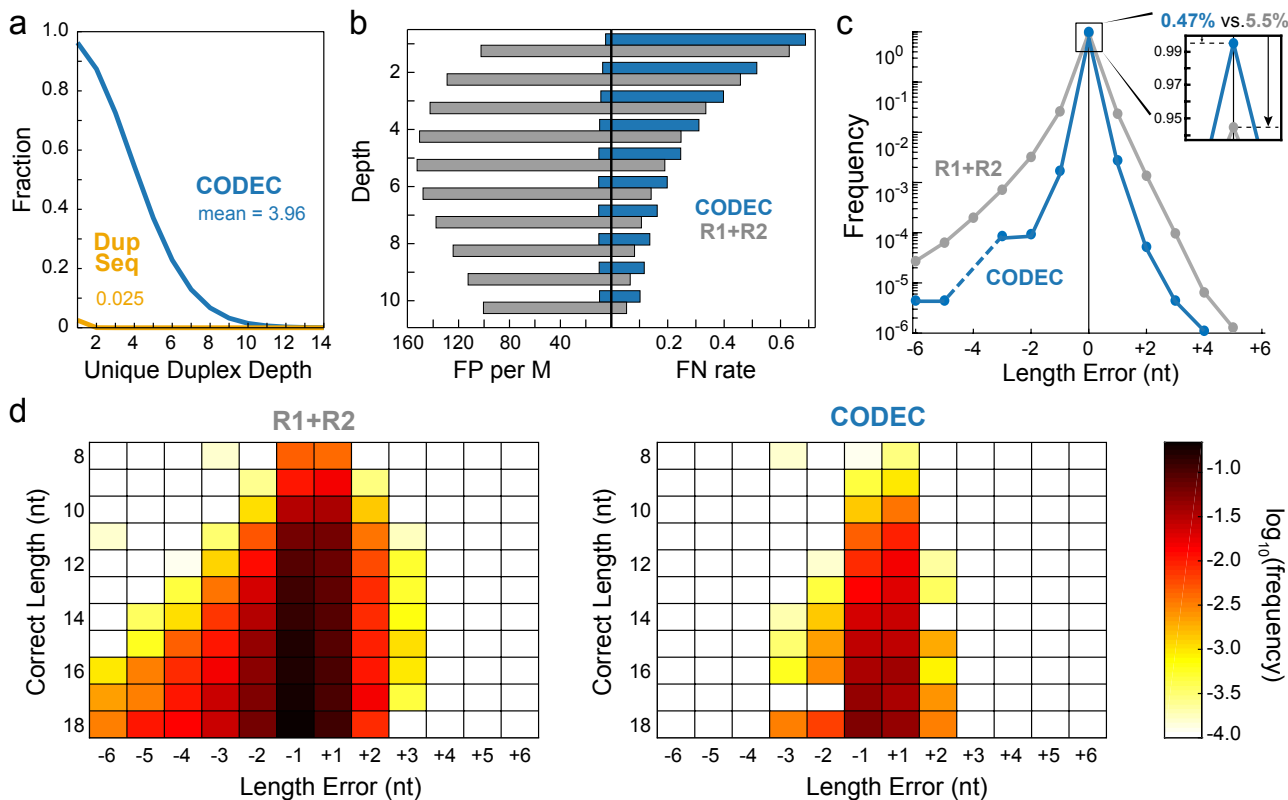 a
1.0
0.8
0.6
0.4
0.2
0
Fraction
CODEC
mean = 3.96
Dup
Seq
0.025
2 4 6 8 10 12 14
Unique Duplex Depth
b
Depth
2
4
6
8
10
CODEC
R1+R2
160 120 80 40 0.2 0.4 0.6
FP per M FN rate
c
0.47% vs.5.5%
0.99
0.97
0.95
10^0
10^-1
10^-2
10^-3
10^-4
10^-5
10^-6
Frequency
R1+R2
CODEC
-6 -4 -2 0 +2 +4 +6
Length Error (nt)
d
R1+R2
Correct Length (nt)
8
10
12
14
16
18
-6 -5 -4 -3 -2 -1 +1 +2 +3 +4 +5 +6
Length Error (nt)
CODEC
Correct Length (nt)
8
10
12
14
16
18
-6 -5 -4 -3 -2 -1 +1 +2 +3 +4 +5 +6
Length Error (nt)
-1.0
-1.5
-2.0
-2.5
-3.0
-3.5
-4.0
log10(frequency)